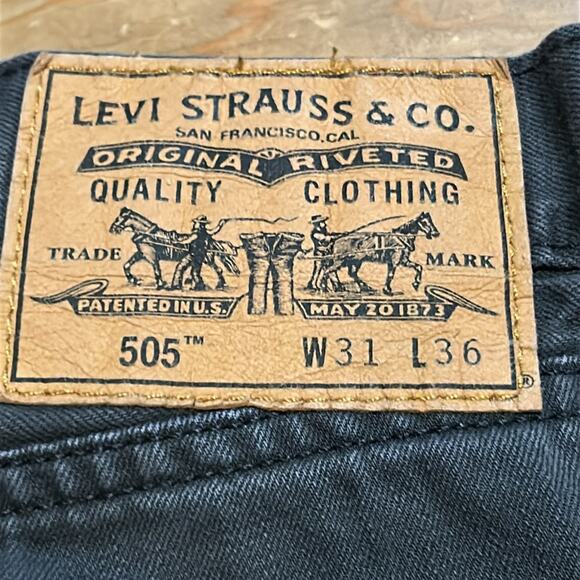 LEVI STRAUSS & CO.
SAN FRANCISCO, CAL
ORIGINAL RIVETED
QUALITY CLOTHING
TRADE MARK
PATENTED IN U.S. MAY 20 1873
505™ W31 L36
®